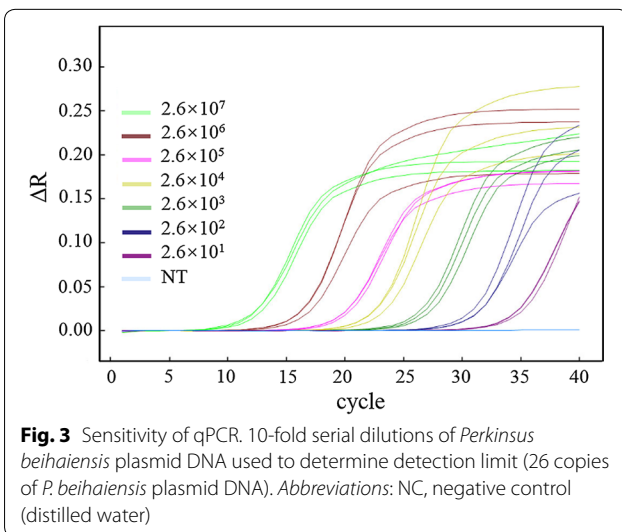 0.30
0.25
0.20
0.15
0.10
0.05
0.00
ΔR
2.6×10⁷
2.6×10⁶
2.6×10⁵
2.6×10⁴
2.6×10³
2.6×10²
2.6×10¹
NT
0 5 10 15 20 25 30 35 40
cycle
Fig. 3 Sensitivity of qPCR. 10-fold serial dilutions of Perkinsus
beihaiensis plasmid DNA used to determine detection limit (26 copies
of P. beihaiensis plasmid DNA). Abbreviations: NC, negative control
(distilled water)